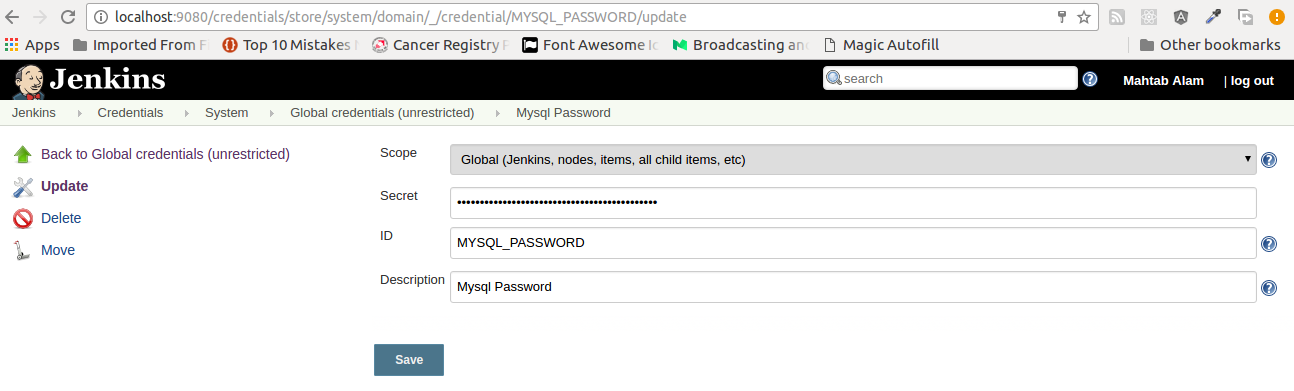 localhost:9080/credentials/store/system/domain/_/credential/MYSQL_PASSWORD/update
Apps Imported From Top 10 Mistakes Cancer Registry Font Awesome Broadcasting Magic Autofill Other bookmarks
Jenkins search Mahtab Alam | log out
Jenkins Credentials System Global credentials (unrestricted) Mysql Password
Back to Global credentials (unrestricted)
Update
Delete
Move
Scope Global (Jenkins, nodes, items, all child items, etc)
Secret ••••••••••••••••••••••••••••••••••••••••••••
ID MYSQL_PASSWORD
Description Mysql Password
Save